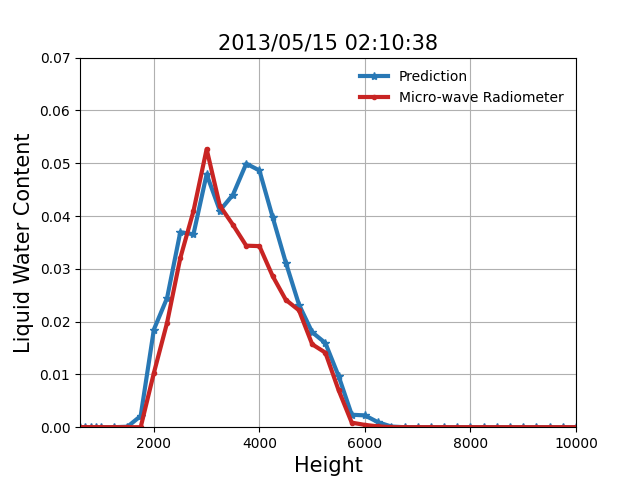 2013/05/15 02:10:38
Liquid Water Content
0.07
0.06
0.05
0.04
0.03
0.02
0.01
0.00
Prediction
Micro-wave Radiometer
2000 4000 6000 8000 10000
Height